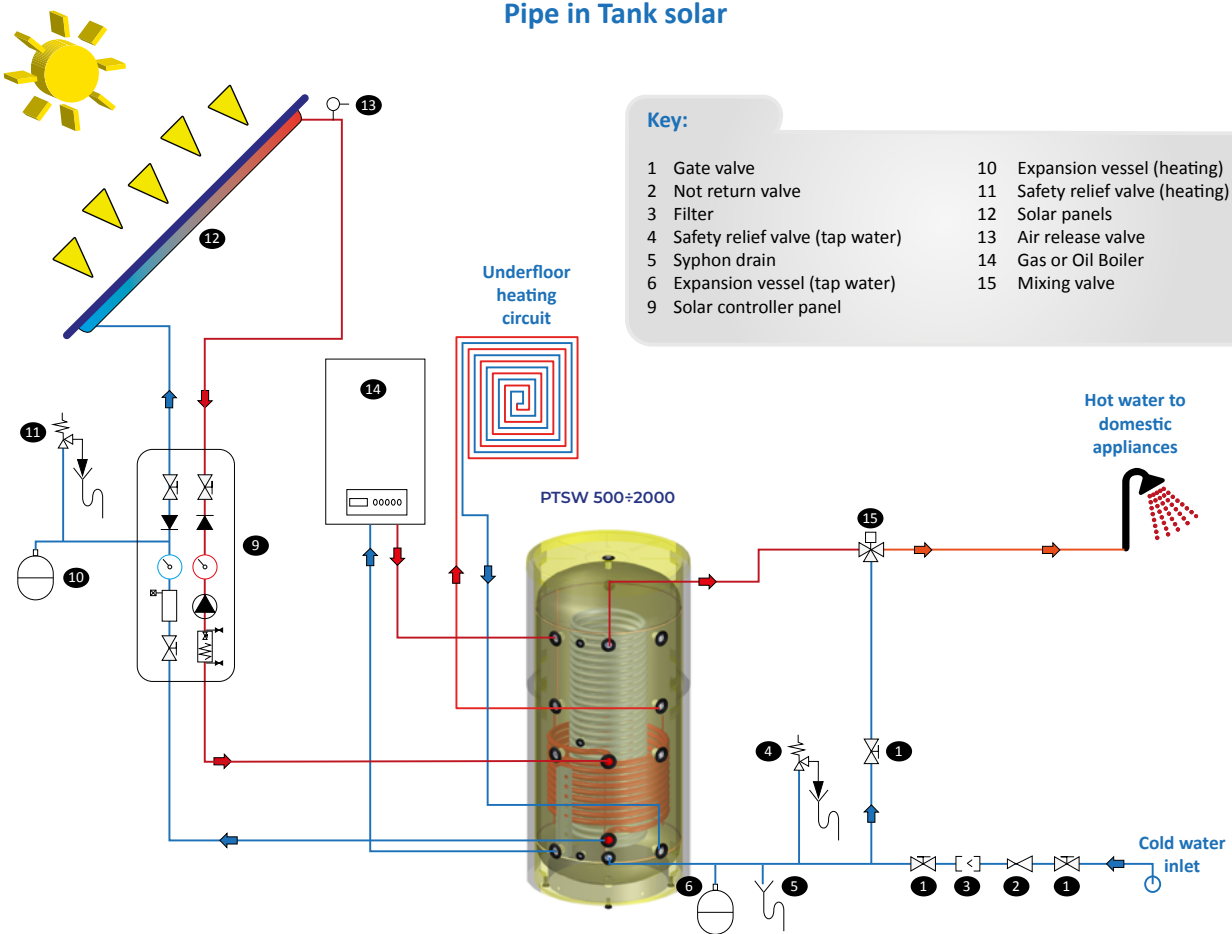 Pipe in Tank solar
Key:
1 Gate valve
2 Not return valve
3 Filter
4 Safety relief valve (tap water)
5 Syphon drain
6 Expansion vessel (tap water)
9 Solar controller panel
10 Expansion vessel (heating)
11 Safety relief valve (heating)
12 Solar panels
13 Air release valve
14 Gas or Oil Boiler
15 Mixing valve
13
12
Underfloor
heating
circuit
14
11
9
10
PTSW 500÷2000
Hot water to
domestic
appliances
15
4
1
Cold water
inlet
6
5
1
3
2
1